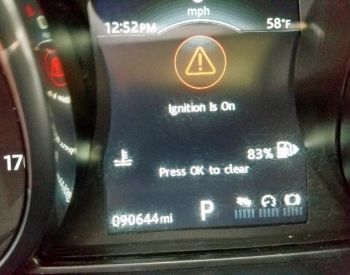 mph
12:52PM 58°F
Ignition Is On
83%
Press OK to clear
090644mi P